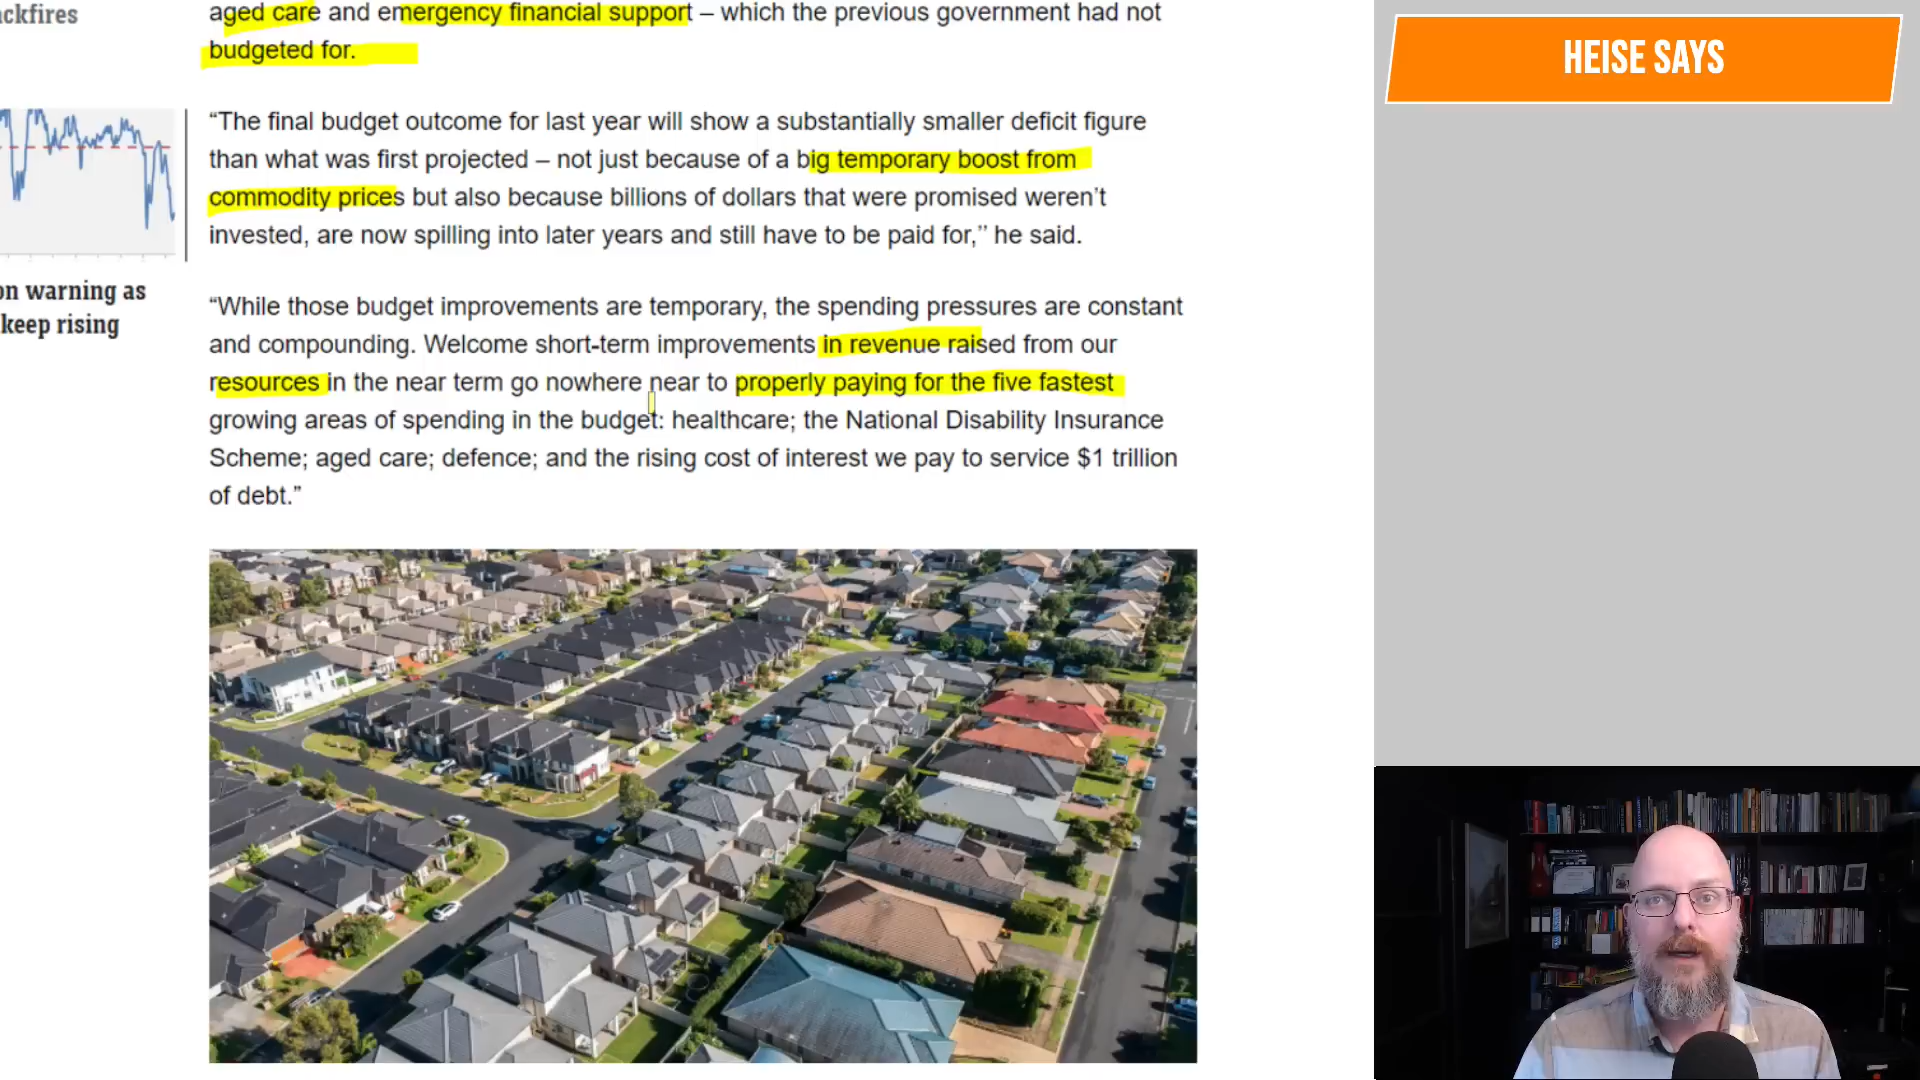 ckfires
aged care and emergency financial support – which the previous government had not
budgeted for.
“The final budget outcome for last year will show a substantially smaller deficit figure
than what was first projected – not just because of a big temporary boost from
commodity prices but also because billions of dollars that were promised weren’t
invested, are now spilling into later years and still have to be paid for,” he said.
on warning as
keep rising
“While those budget improvements are temporary, the spending pressures are constant
and compounding. Welcome short-term improvements in revenue raised from our
resources in the near term go nowhere near to properly paying for the five fastest
growing areas of spending in the budget: healthcare; the National Disability Insurance
Scheme; aged care; defence; and the rising cost of interest we pay to service $1 trillion
of debt.”
HEISE SAYS